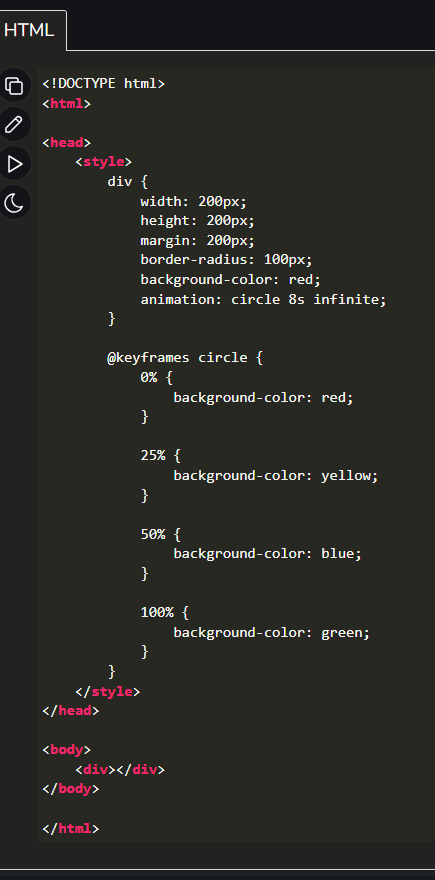 HTML
<!DOCTYPE html>
<html>
<head>
    <style>
        div {
            width: 200px;
            height: 200px;
            margin: 200px;
            border-radius: 100px;
            background-color: red;
            animation: circle 8s infinite;
        }
        @keyframes circle {
            0% {
                background-color: red;
            }
            25% {
                background-color: yellow;
            }
            50% {
                background-color: blue;
            }
            100% {
                background-color: green;
            }
        }
    </style>
</head>
<body>
    <div></div>
</body>
</html>